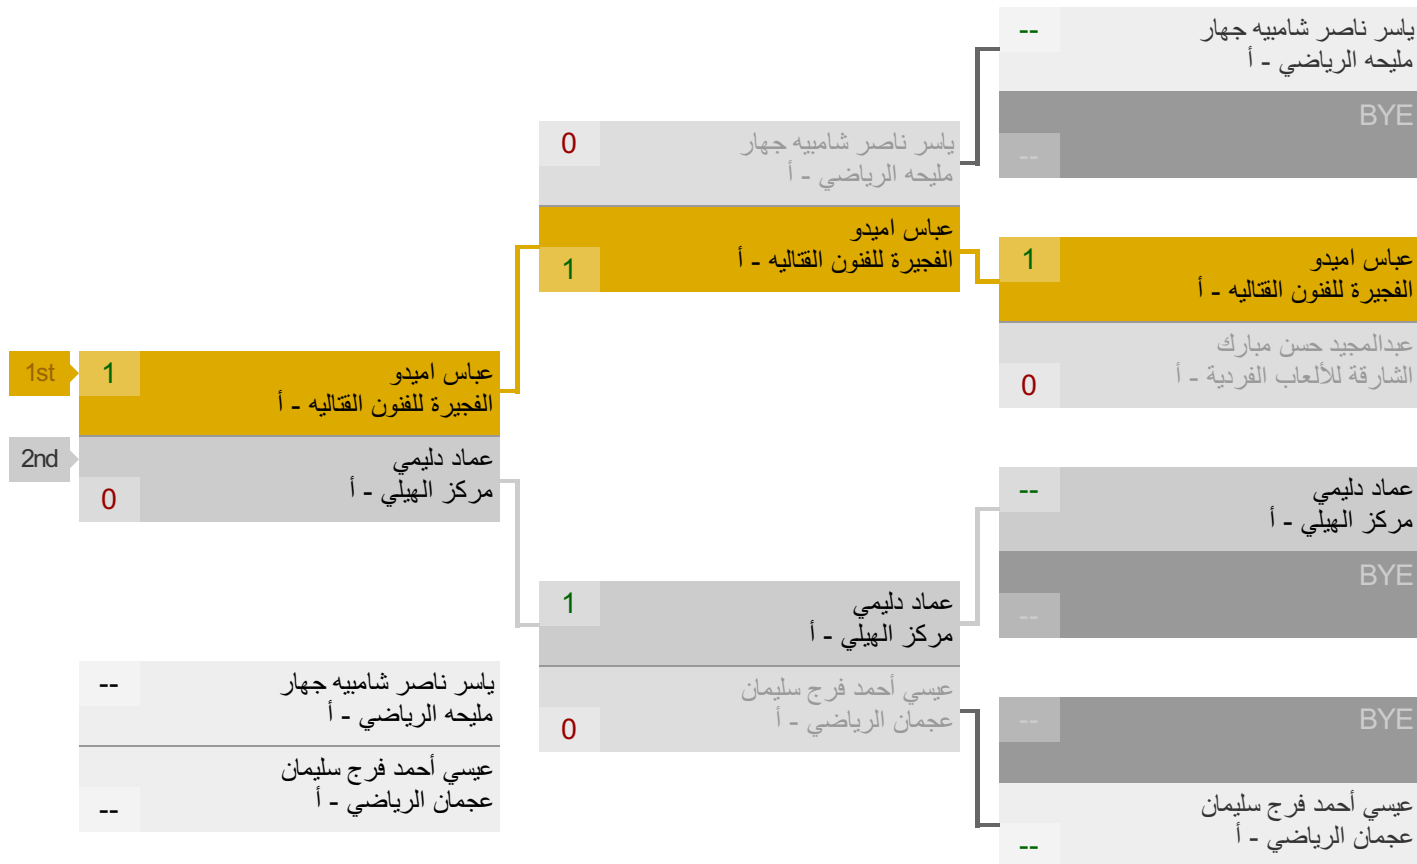 --
ياسر ناصر شامبيه جهار
مليحه الرياضي - أ
BYE
--
0
ياسر ناصر شامبيه جهار
مليحه الرياضي - أ
عباس اميدو
الفجيرة للفنون القتاليه - أ
1
1
عباس اميدو
الفجيرة للفنون القتاليه - أ
عبدالمجيد حسن مبارك
الشارقة للألعاب الفردية - أ
0
1st
1
عباس اميدو
الفجيرة للفنون القتاليه - أ
2nd
عماد دليمي
مركز الهيلي - أ
0
--
عماد دليمي
مركز الهيلي - أ
BYE
--
1
عماد دليمي
مركز الهيلي - أ
عيسي أحمد فرج سليمان
عجمان الرياضي - أ
0
--
ياسر ناصر شامبيه جهار
مليحه الرياضي - أ
عيسي أحمد فرج سليمان
عجمان الرياضي - أ
--
--
BYE
عيسي أحمد فرج سليمان
عجمان الرياضي - أ
--